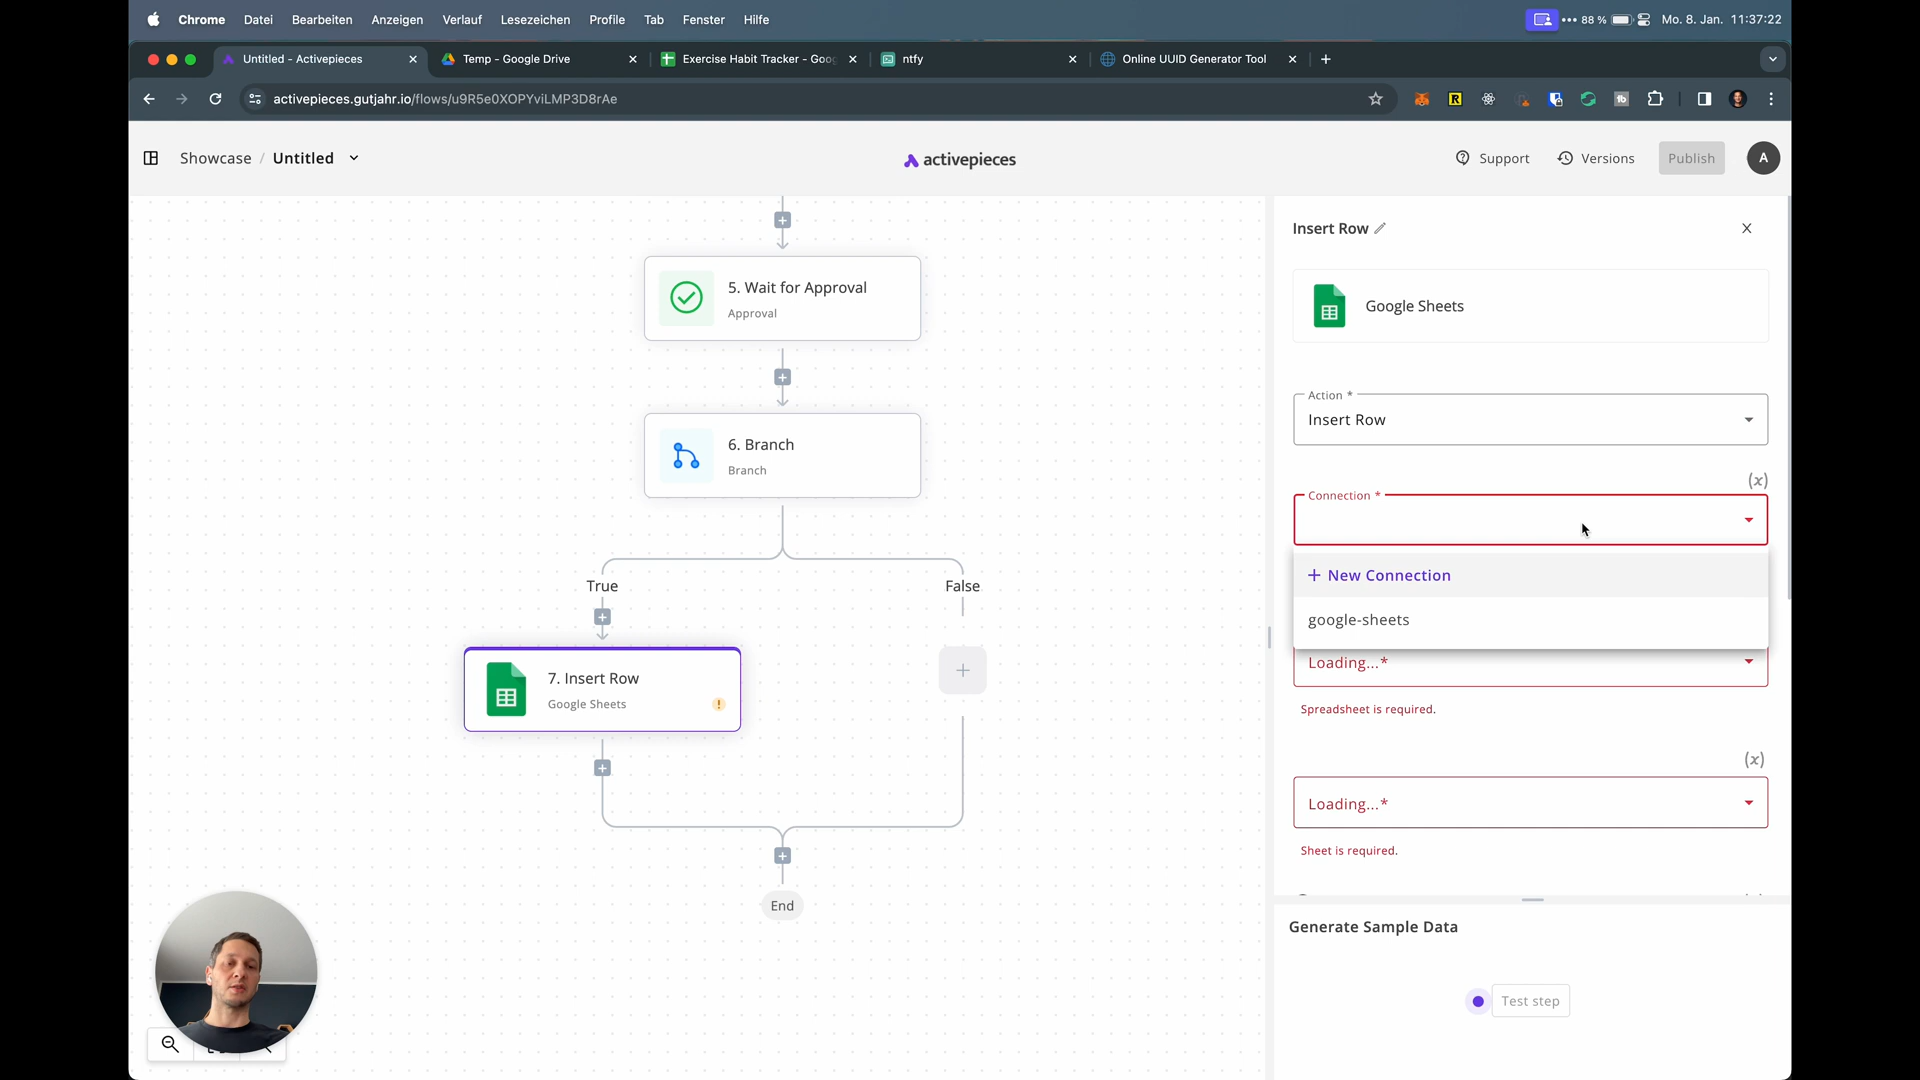 Chrome Datei Bearbeiten Anzeigen Verlauf Lesezeichen Profile Tab Fenster Hilfe 88 % Mo. 8. Jan. 11:37:22
Untitled - Activepieces Temp - Google Drive Exercise Habit Tracker - Goo ntfy Online UUID Generator Tool
activepieces.gutjahr.io/flows/u9R5e0XOPYviLMP3D8rAe
Showcase / Untitled activepieces Support Versions Publish A
Insert Row
5. Wait for Approval
Approval
Google Sheets
Action *
Insert Row
6. Branch
Branch
(x)
Connection *
+ New Connection
google-sheets
True False
Loading...*
Spreadsheet is required.
7. Insert Row
Google Sheets
(x)
Loading...*
Sheet is required.
End
Generate Sample Data
Test step